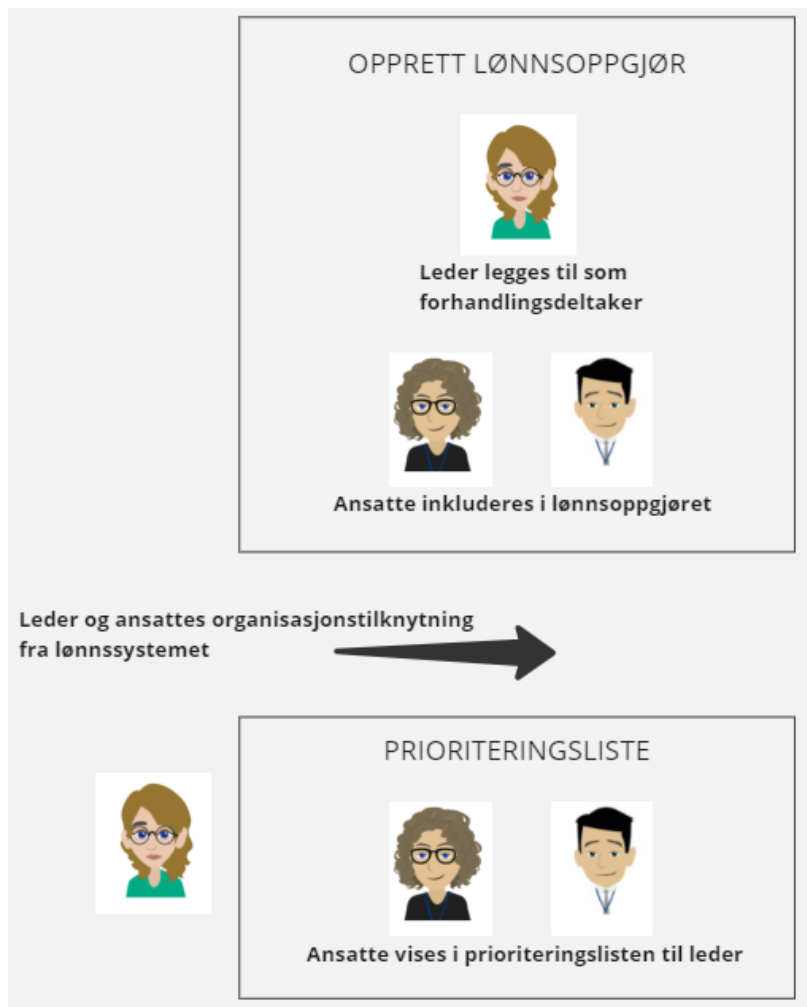 OPPRETT LØNNSOPPGJØR
Leder legges til som
forhandlingsdeltaker
Ansatte inkluderes i lønnsoppgjøret
Leder og ansattes organisasjonstilknytning
fra lønnssystemet
PRIORITERINGSLISTE
Ansatte vises i prioriteringslisten til leder